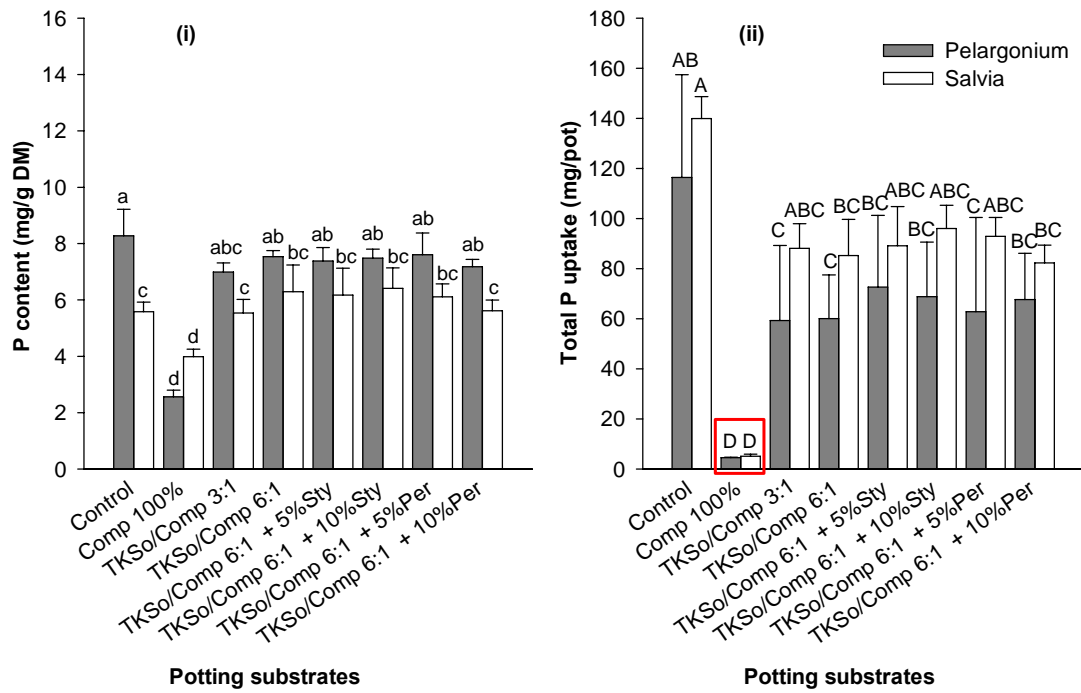 (i)
P content (mg/g DM)
16
14
12
10
8
6
4
2
0
a
c
d
d
abc
c
ab
bc
ab
bc
ab
bc
ab
bc
ab
c
Control
Comp 100%
TKSo/Comp 3:1
TKSo/Comp 6:1
TKSo/Comp 6:1 + 5%Sty
TKSo/Comp 6:1 + 10%Sty
TKSo/Comp 6:1 + 5%Per
TKSo/Comp 6:1 + 10%Per
Potting substrates
(ii)
Pelargonium
Salvia
Total P uptake (mg/pot)
180
160
140
120
100
80
60
40
20
0
AB
A
D D
C
ABC
C
BC
BC
ABC
BC
ABC
C
ABC
BC
BC
Control
Comp 100%
TKSo/Comp 3:1
TKSo/Comp 6:1
TKSo/Comp 6:1 + 5%Sty
TKSo/Comp 6:1 + 10%Sty
TKSo/Comp 6:1 + 5%Per
TKSo/Comp 6:1 + 10%Per
Potting substrates